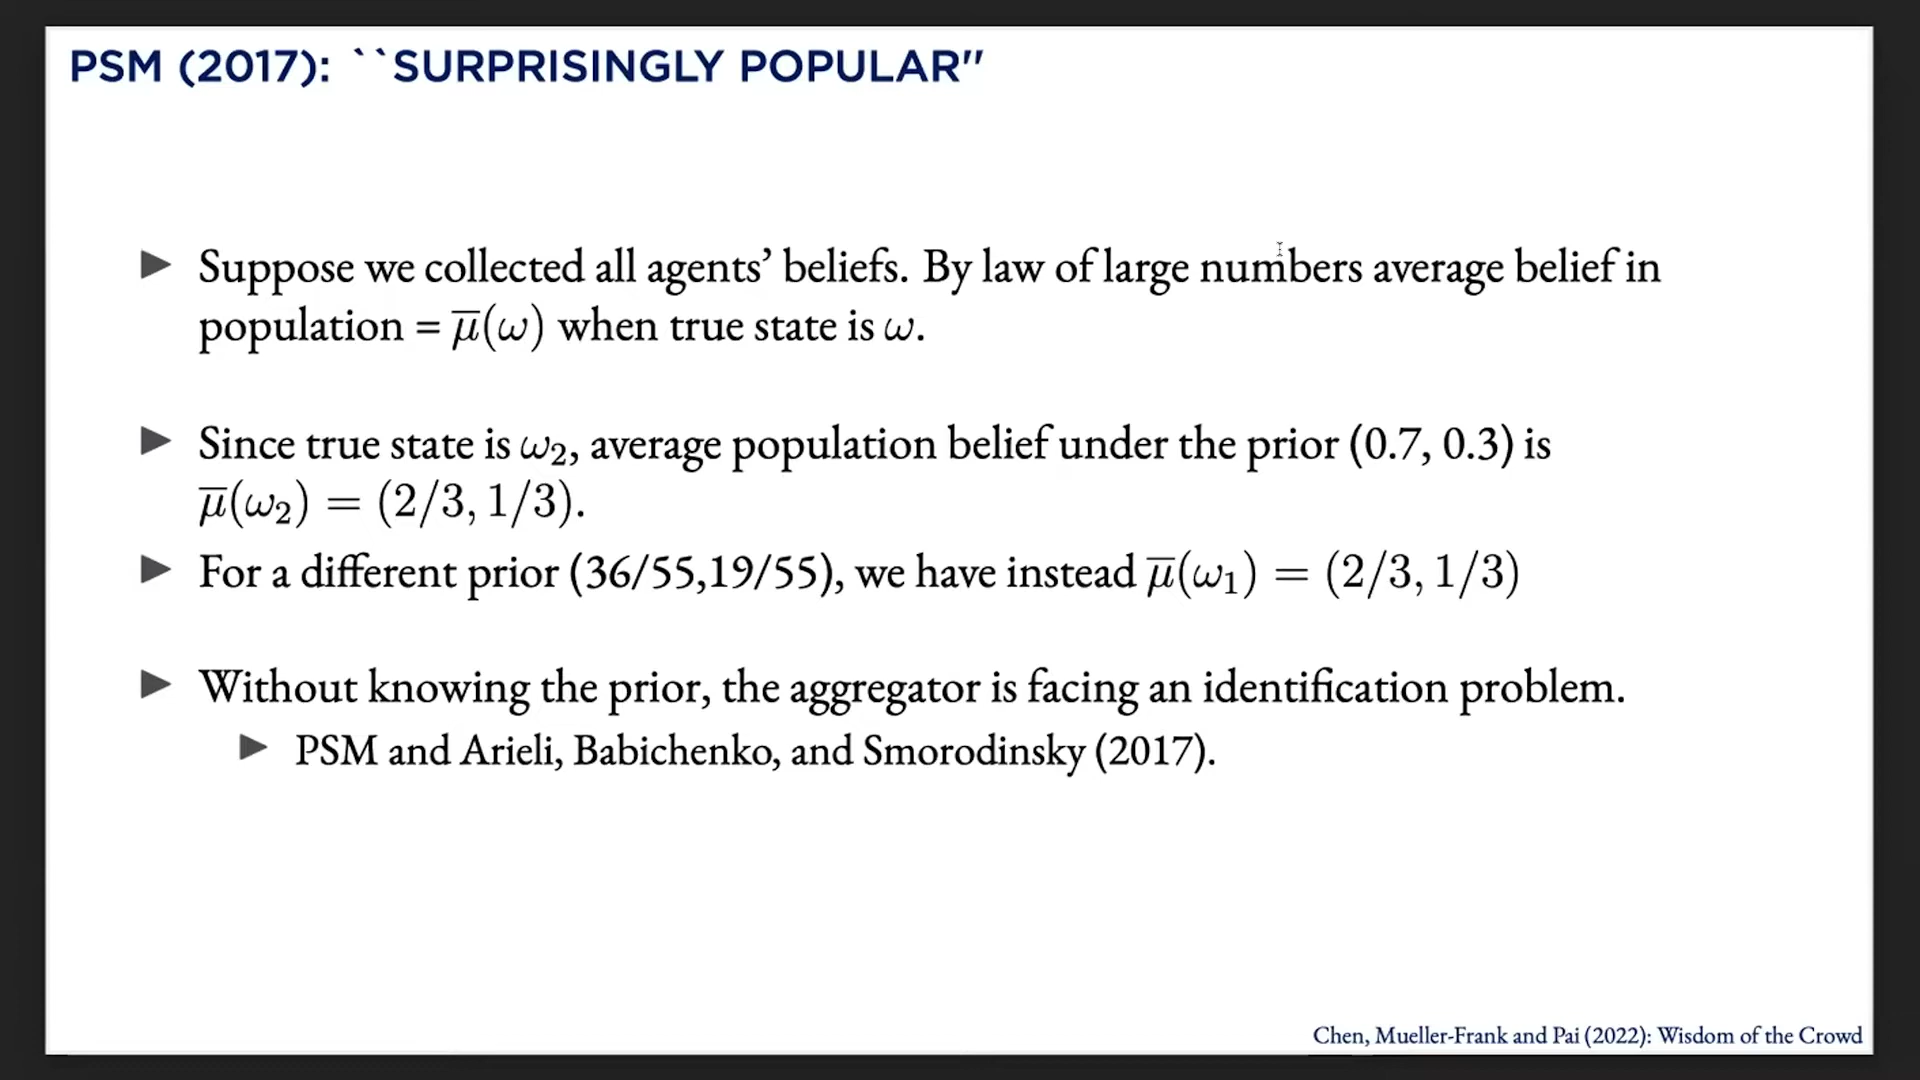 PSM (2017): ``SURPRISINGLY POPULAR"
▶ Suppose we collected all agents’ beliefs. By law of large numbers average belief in
population = μ̅(ω) when true state is ω.
▶ Since true state is ω₂, average population belief under the prior (0.7, 0.3) is
μ̅(ω₂) = (2/3, 1/3).
▶ For a different prior (36/55,19/55), we have instead μ̅(ω₁) = (2/3, 1/3)
▶ Without knowing the prior, the aggregator is facing an identification problem.
▶ PSM and Arieli, Babichenko, and Smorodinsky (2017).
Chen, Mueller-Frank and Pai (2022): Wisdom of the Crowd